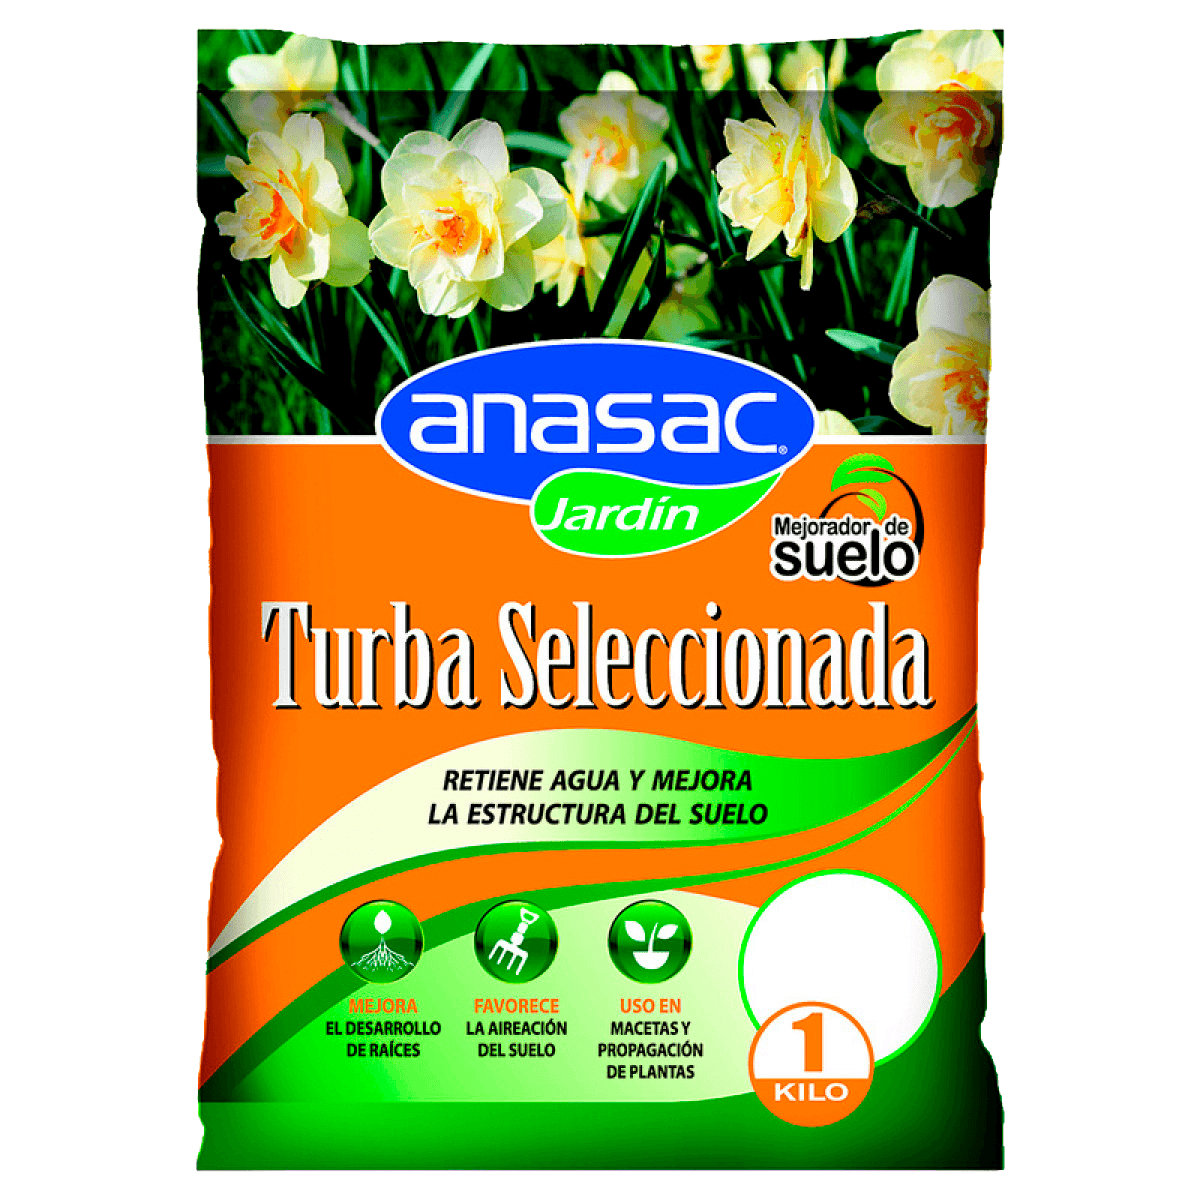 anasac®
Jardín
Mejorador de
suelo
Turba Seleccionada
RETIENE AGUA Y MEJORA
LA ESTRUCTURA DEL SUELO
MEJORA
EL DESARROLLO
DE RAÍCES
FAVORECE
LA AIREACIÓN
DEL SUELO
USO EN
MACETAS Y
PROPAGACIÓN
DE PLANTAS
1
KILO